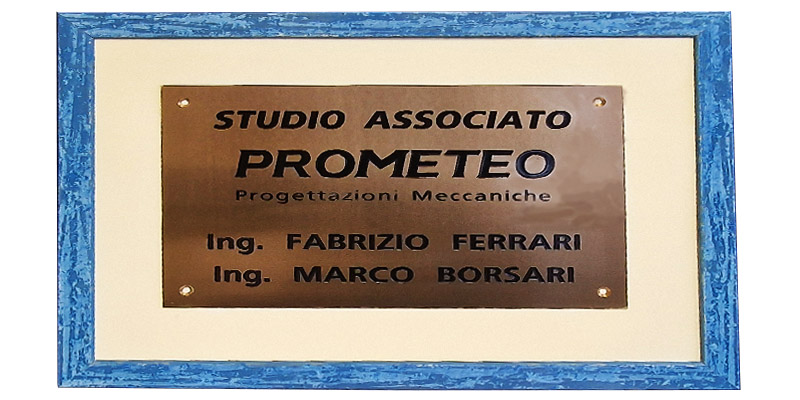 STUDIO ASSOCIATO
PROMETEO
Progettazioni Meccaniche
Ing. FABRIZIO FERRARI
Ing. MARCO BORSARI